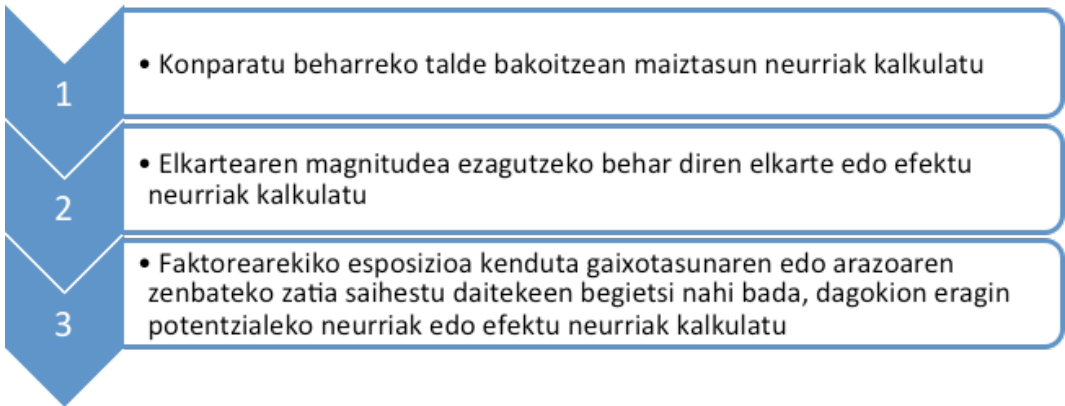 1
• Konparatu beharreko talde bakoitzean maiztasun neurriak kalkulatu
2
• Elkartearen magnitudea ezagutzeko behar diren elkarte edo efektu
neurriak kalkulatu
3
• Faktorearekiko esposizioa kenduta gaixotasunaren edo arazoaren
zenbateko zatia saihestu daitekeen begietsi nahi bada, dagokion eragin
potentzialeko neurriak edo efektu neurriak kalkulatu